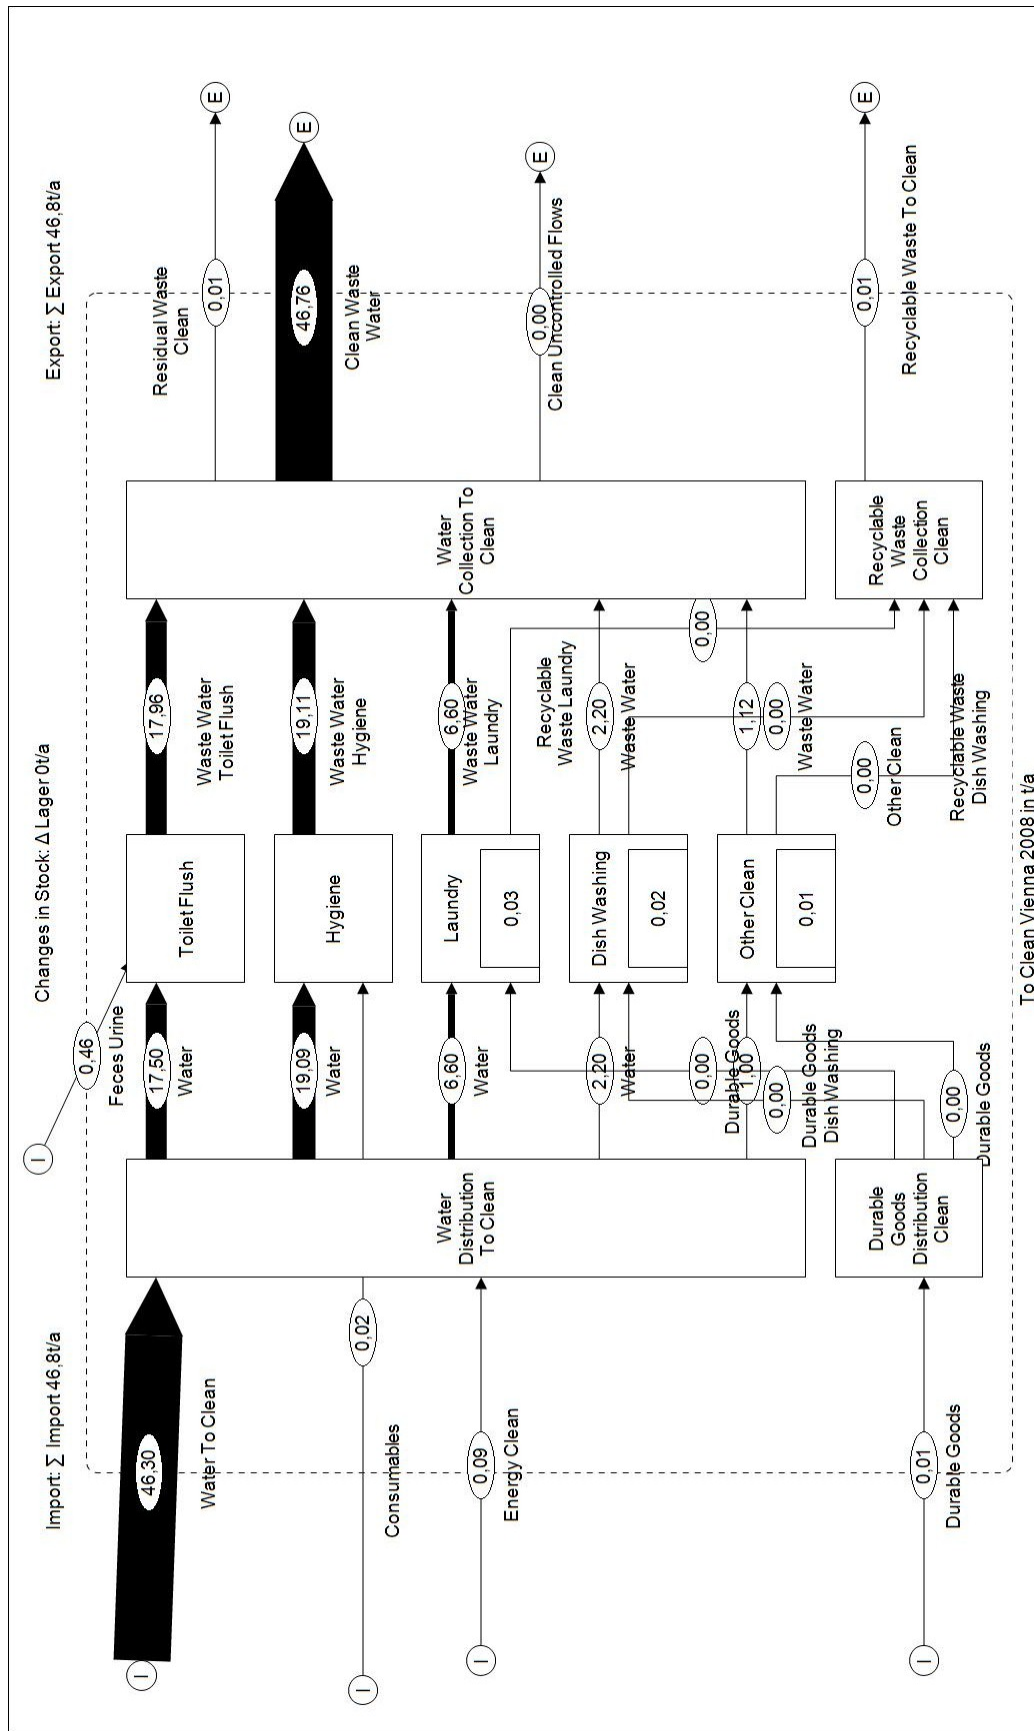 Import: ∑ Import 46,8t/a
Changes in Stock: Δ Lager 0t/a
Export: ∑ Export 46,8t/a
I
46,30
Water To Clean
I
0,02
Consumables
I
0,09
Energy Clean
I
0,01
Durable Goods
I
0,46
Feces Urine
Water
Distribution
To Clean
Durable
Goods
Distribution
Clean
17,50
Water
19,09
Water
6,60
Water
2,20
Water
0,00
Durable Goods
1,00
0,00
Durable Goods
Dish Washing
0,00
Durable Goods
Toilet Flush
Hygiene
Laundry
0,03
Dish Washing
0,02
Other Clean
0,01
17,96
Waste Water
Toilet Flush
19,11
Waste Water
Hygiene
6,60
Waste Water
Laundry
Recyclable
Waste Laundry
2,20
Waste Water
0,00
1,12
0,00
Waste Water
0,00
Other Clean
Recyclable Waste
Dish Washing
Water
Collection To
Clean
Recyclable
Waste
Collection
Clean
Residual Waste
Clean
0,01
E
46,76
Clean Waste
Water
E
0,00
Clean Uncontrolled Flows
E
0,01
Recyclable Waste To Clean
E
To Clean Vienna 2008 in t/a